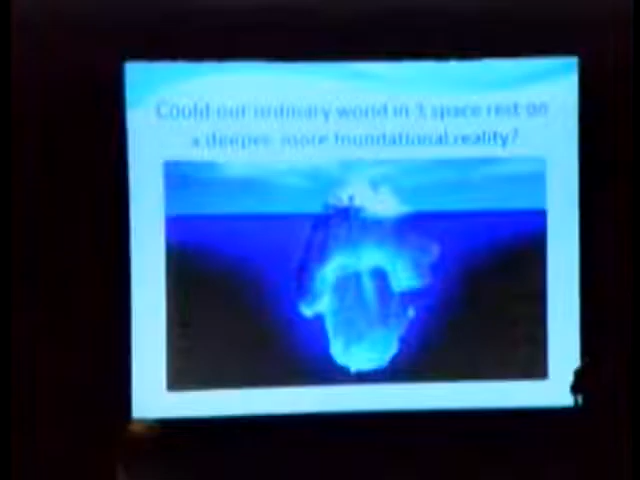 Could our ordinary world in 3 space rest on
a deeper, more foundational reality?